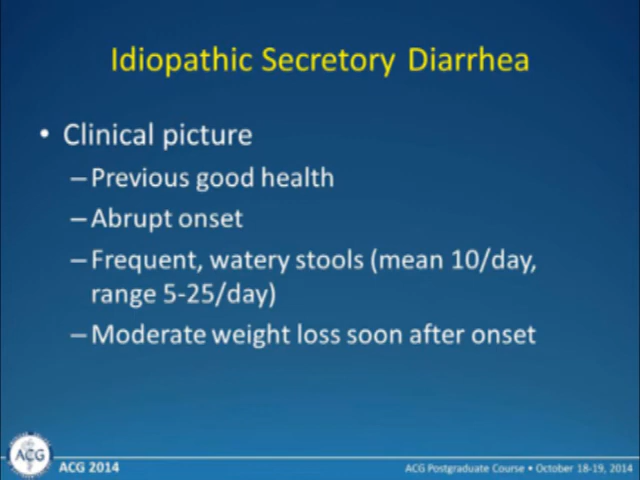 Idiopathic Secretory Diarrhea
• Clinical picture
– Previous good health
– Abrupt onset
– Frequent, watery stools (mean 10/day,
range 5-25/day)
– Moderate weight loss soon after onset
ACG
ACG 2014
ACG Postgraduate Course • October 18-19, 2014